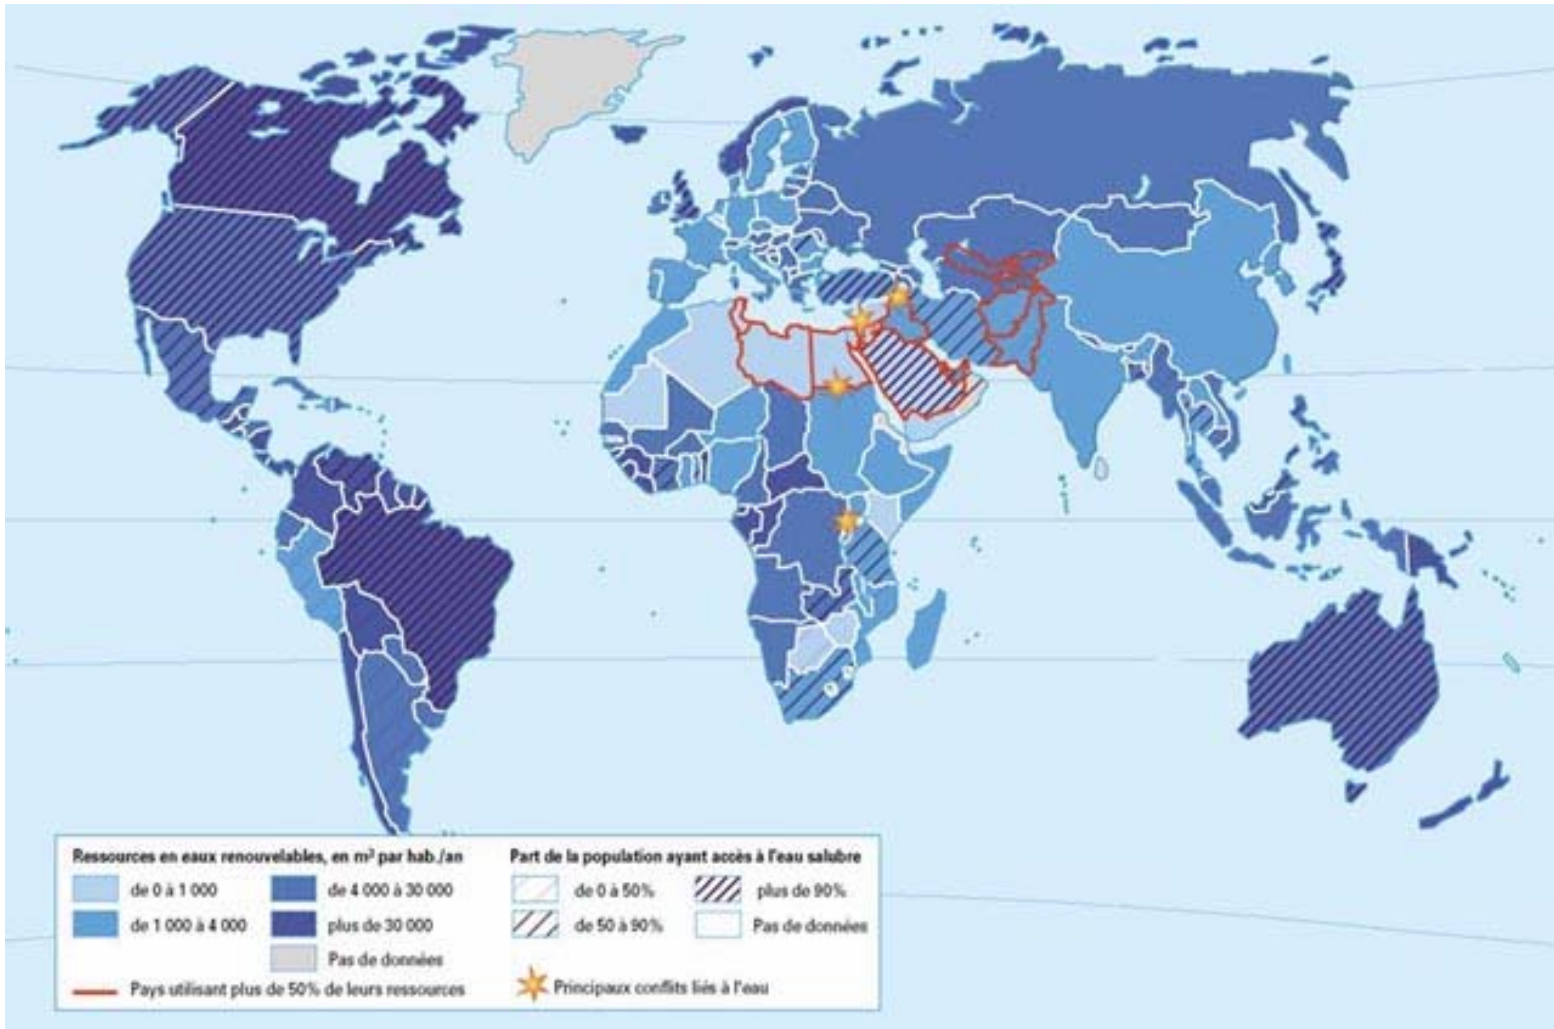 Ressources en eaux renouvelables, en m³ par hab./an
de 0 à 1 000
de 4 000 à 30 000
de 1 000 à 4 000
plus de 30 000
Pas de données
Pays utilisant plus de 50% de leurs ressources
Part de la population ayant accès à l'eau salubre
de 0 à 50%
plus de 90%
de 50 à 90%
Pas de données
Principaux conflits liés à l'eau